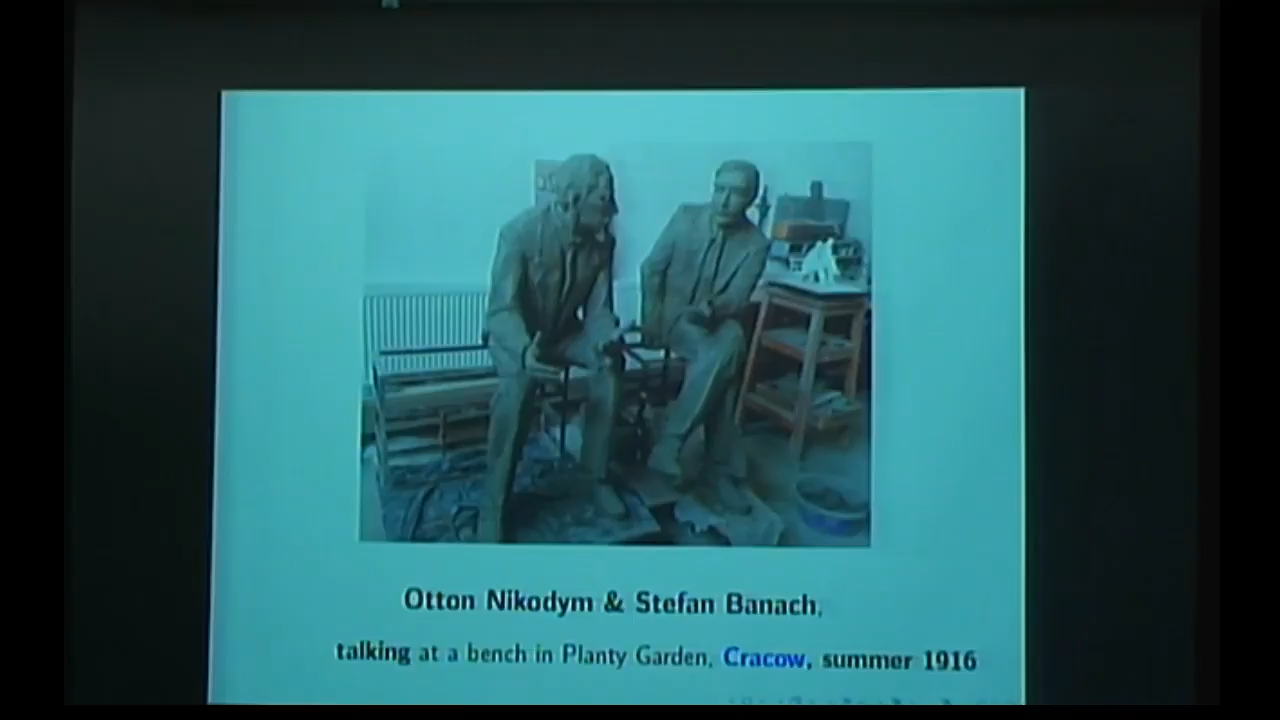 Otton Nikodym & Stefan Banach,
talking at a bench in Planty Garden, Cracow, summer 1916